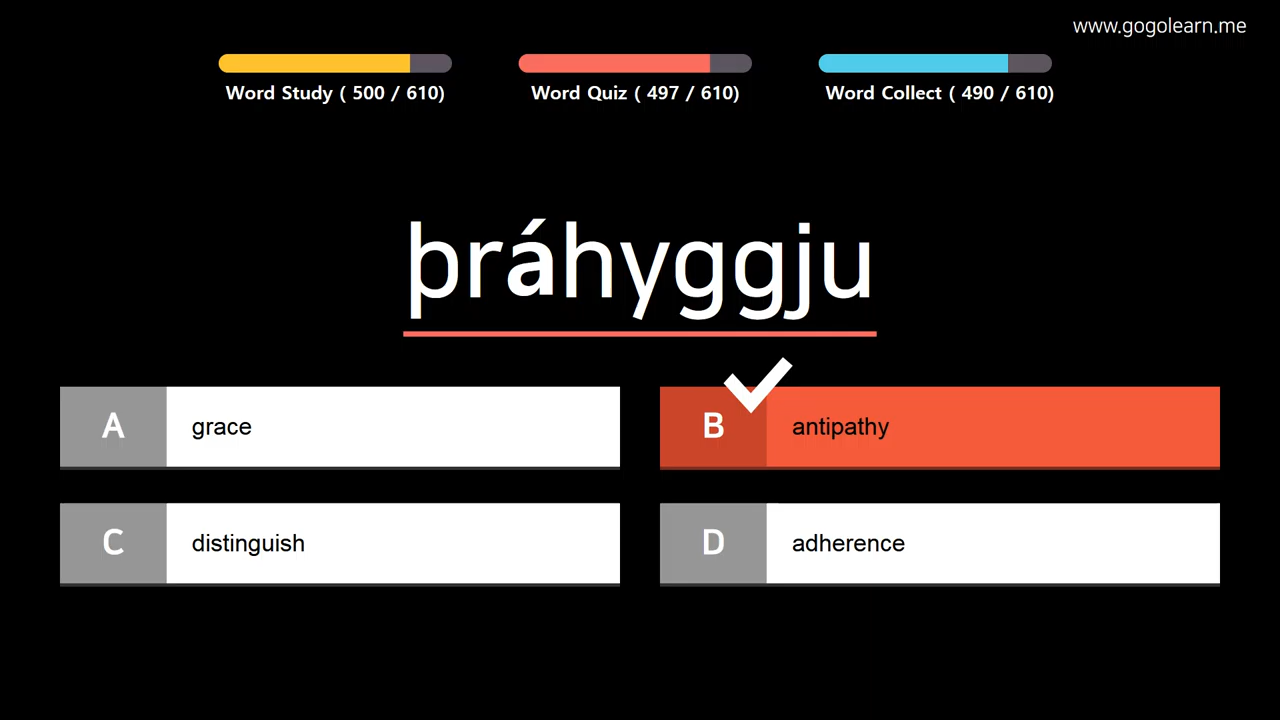 www.gogolearn.me
Word Study ( 500 / 610)
Word Quiz ( 497 / 610)
Word Collect ( 490 / 610)
þráhyggju
A grace
B antipathy
C distinguish
D adherence